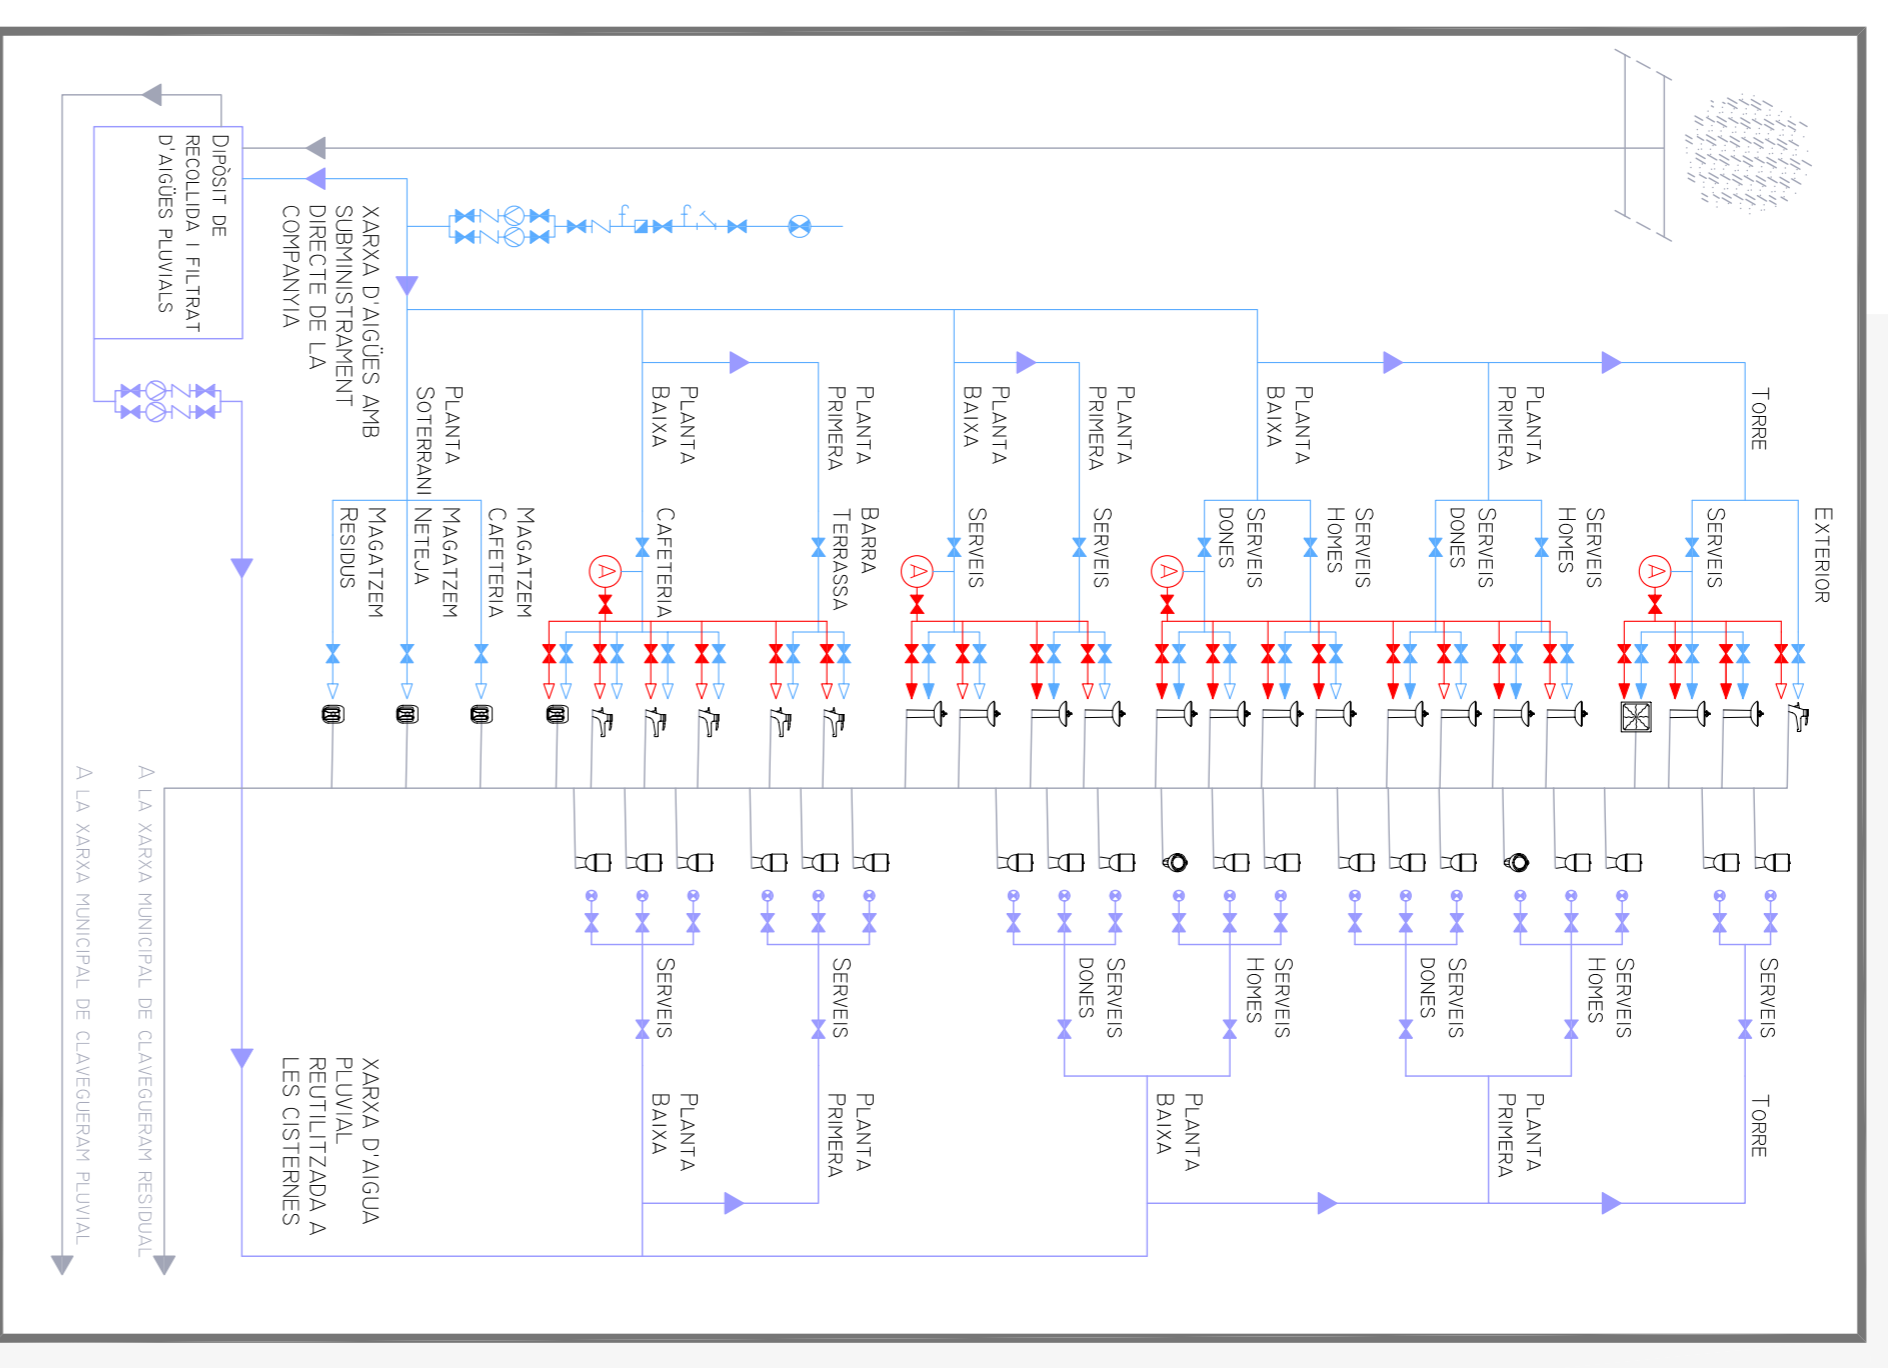 DIPÒSIT DE
RECOLLIDA I FILTRAT
D'AIGÜES PLUVIALS
XARXA D'AIGÜES AMB
SUBMINISTRAMENT
DIRECTE DE LA
COMPANYIA
PLANTA
SOTERRANI
PLANTA
BAIXA
PLANTA
PRIMERA
PLANTA
BAIXA
PLANTA
PRIMERA
PLANTA
BAIXA
PLANTA
PRIMERA
TORRE
MAGATZEM
RESIDUS
MAGATZEM
NETEJA
MAGATZEM
CAFETERIA
CAFETERIA
BARRA
TERRASSA
SERVEIS
SERVEIS
SERVEIS
DONES
SERVEIS
HOMES
SERVEIS
DONES
SERVEIS
HOMES
SERVEIS
EXTERIOR
A
A
A
A
A LA XARXA MUNICIPAL DE CLAVEGUERAM PLUVIAL
A LA XARXA MUNICIPAL DE CLAVEGUERAM RESIDUAL
SERVEIS
SERVEIS
SERVEIS
DONES
SERVEIS
HOMES
SERVEIS
DONES
SERVEIS
HOMES
SERVEIS
XARXA D'AIGUA
PLUVIAL
REUTILITZADA A
LES CISTERNES
PLANTA
BAIXA
PLANTA
PRIMERA
PLANTA
BAIXA
PLANTA
PRIMERA
TORRE